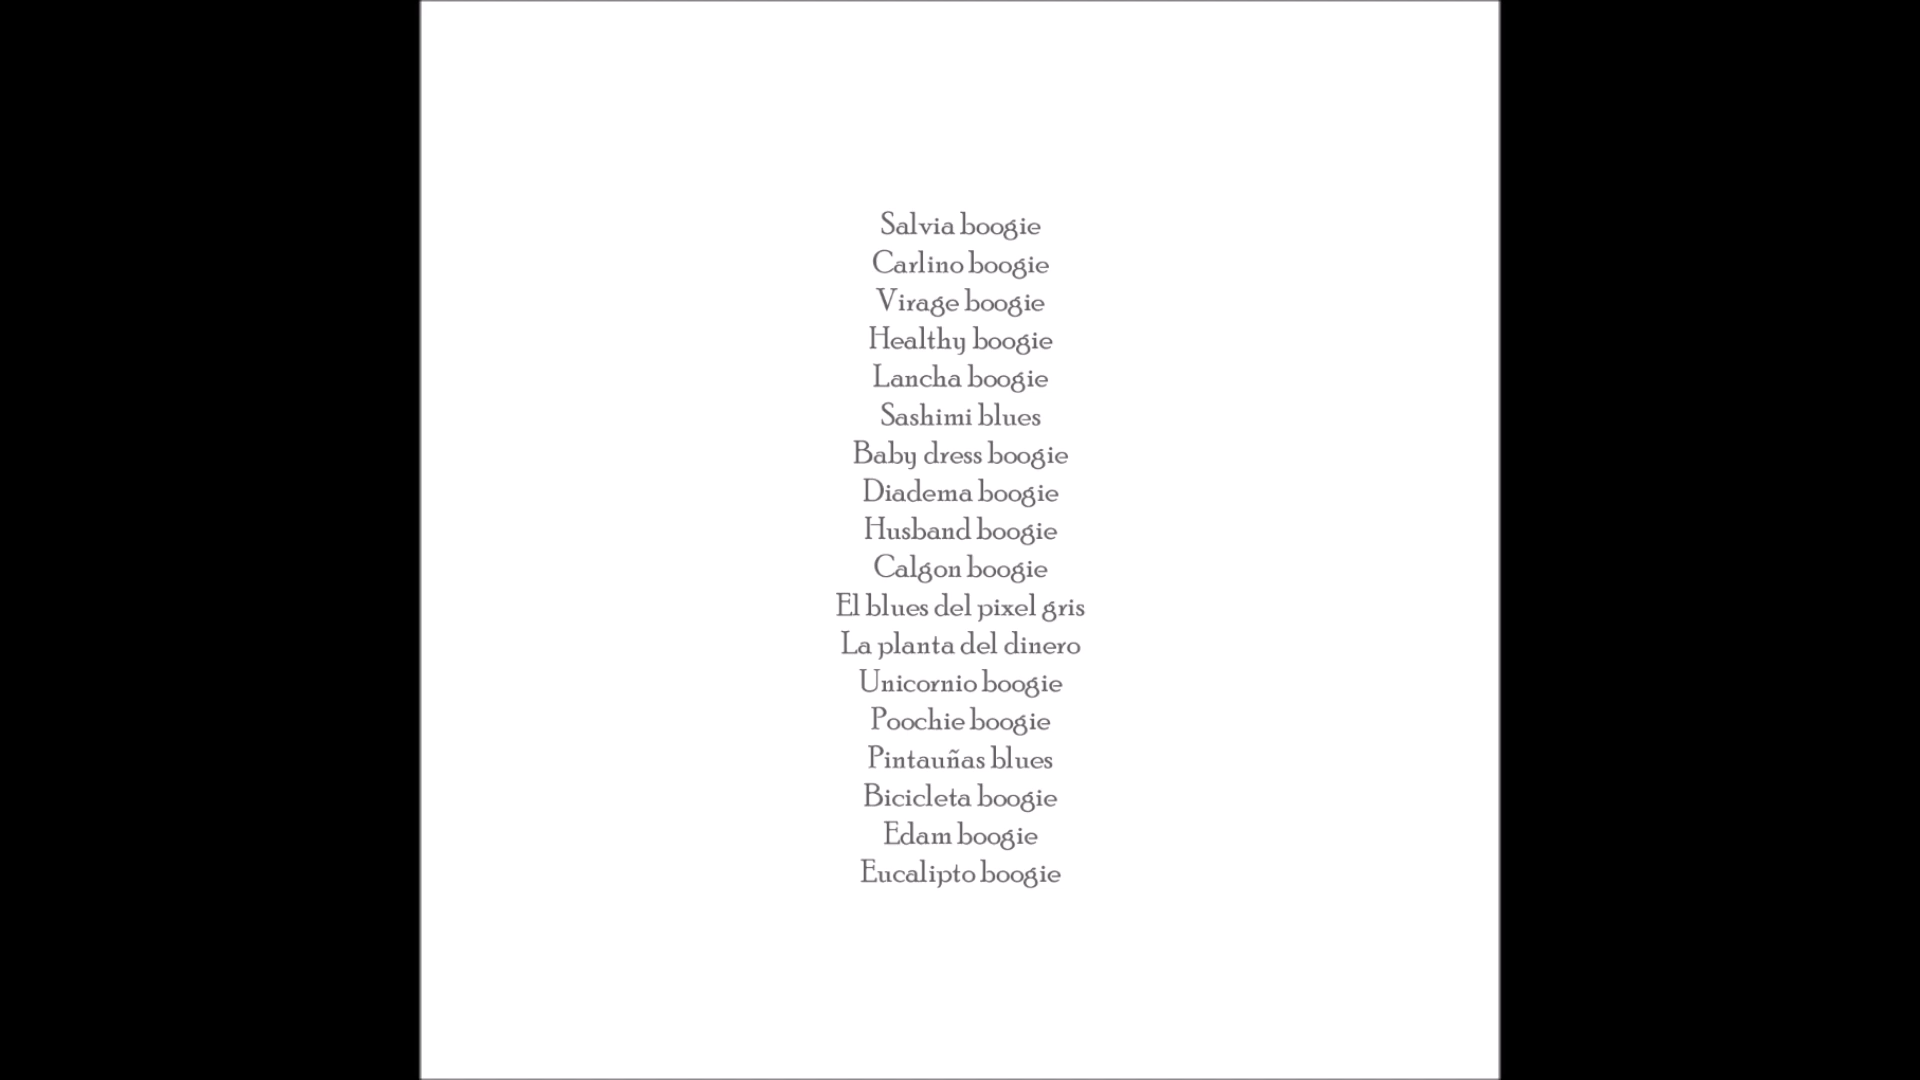 Salvia boogie
Carlino boogie
Virage boogie
Healthy boogie
Lancha boogie
Sashimi blues
Baby dress boogie
Diadema boogie
Husband boogie
Calgon boogie
El blues del pixel gris
La planta del dinero
Unicornio boogie
Poochie boogie
Pintauñas blues
Bicicleta boogie
Edam boogie
Eucalipto boogie